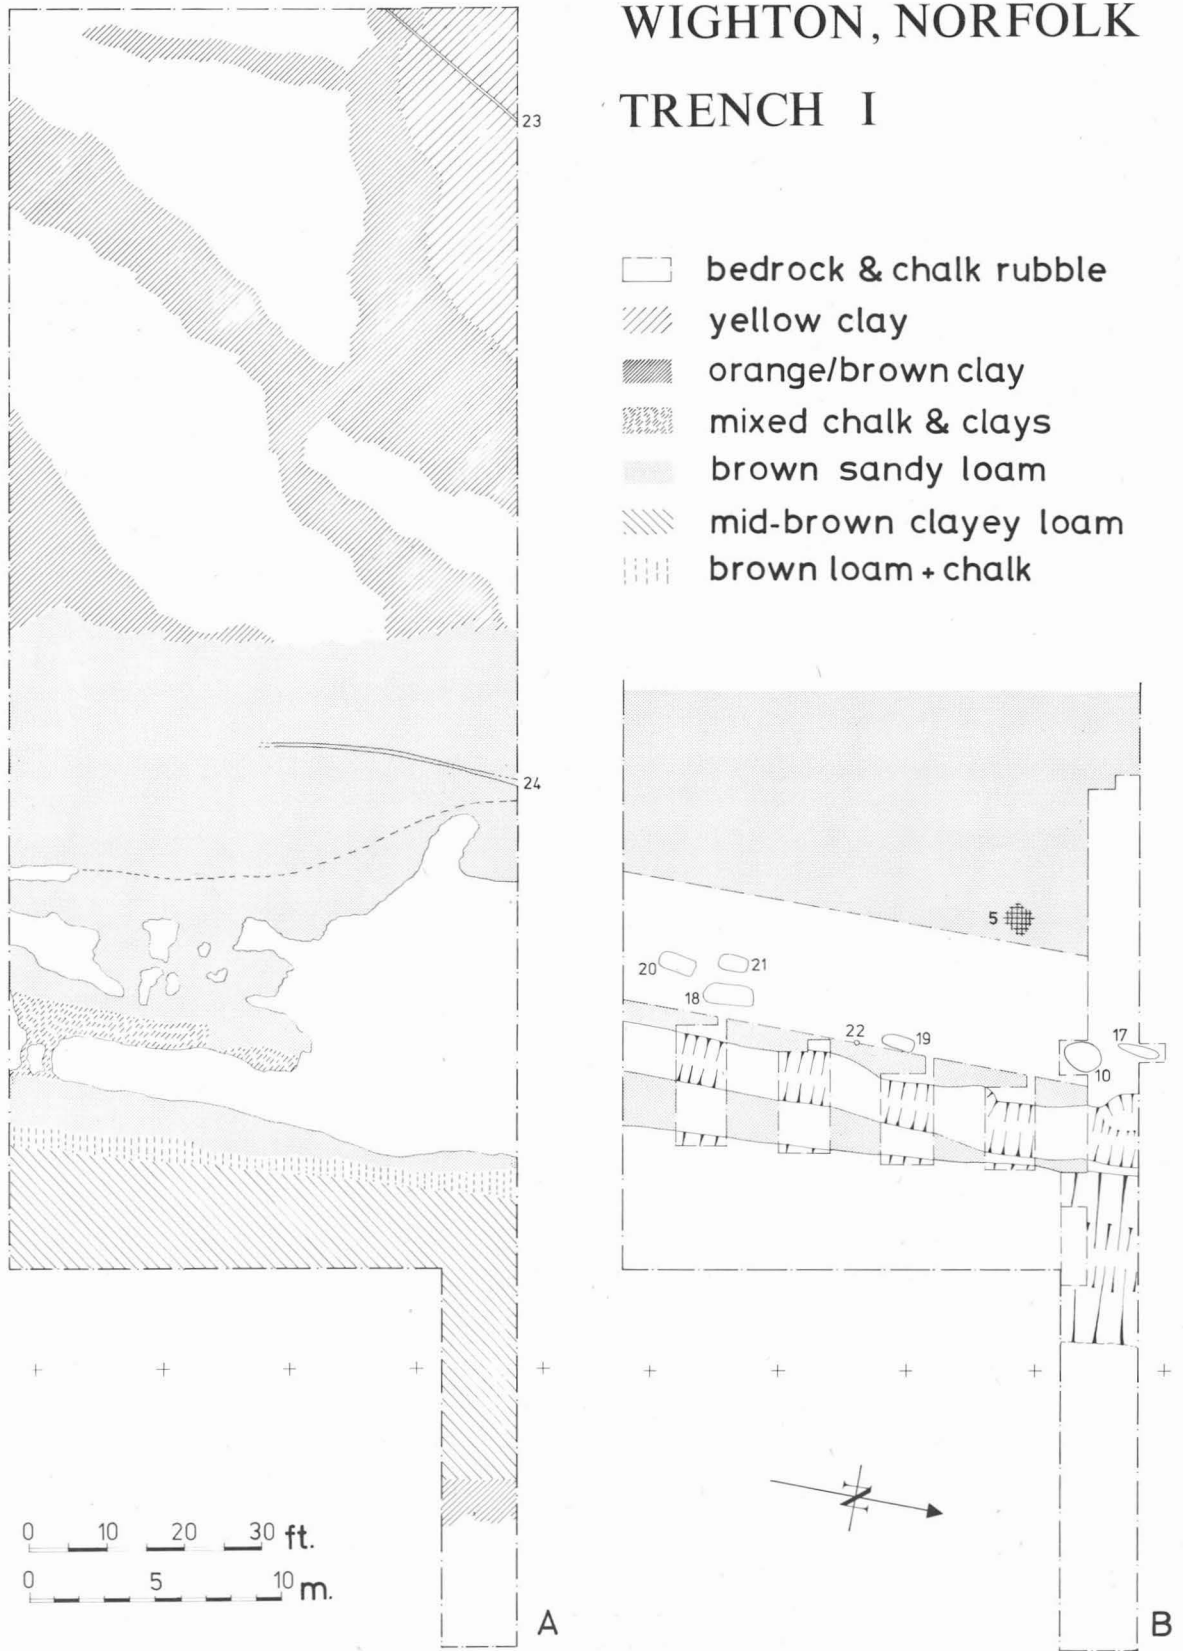 WIGHTON, NORFOLK
TRENCH I
bedrock & chalk rubble
yellow clay
orange/brown clay
mixed chalk & clays
brown sandy loam
mid-brown clayey loam
brown loam + chalk
23
24
5
20
21
18
22
19
17
10
N
0 10 20 30 ft.
0 5 10 m.
A
B